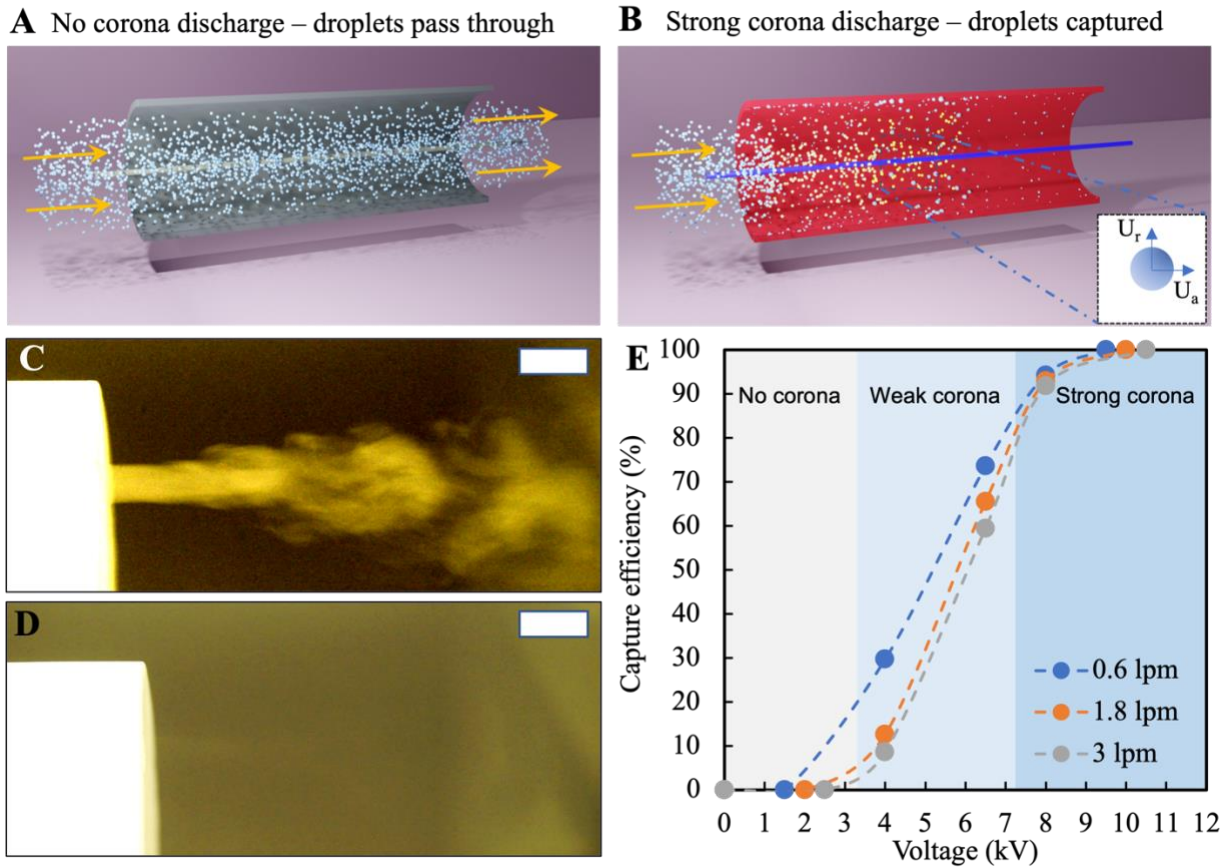 A No corona discharge – droplets pass through
B Strong corona discharge – droplets captured
U_r
U_a
C
D
E
100
90
80
70
60
50
40
30
20
10
0
Capture efficiency (%)
No corona
Weak corona
Strong corona
0.6 lpm
1.8 lpm
3 lpm
0 1 2 3 4 5 6 7 8 9 10 11 12
Voltage (kV)